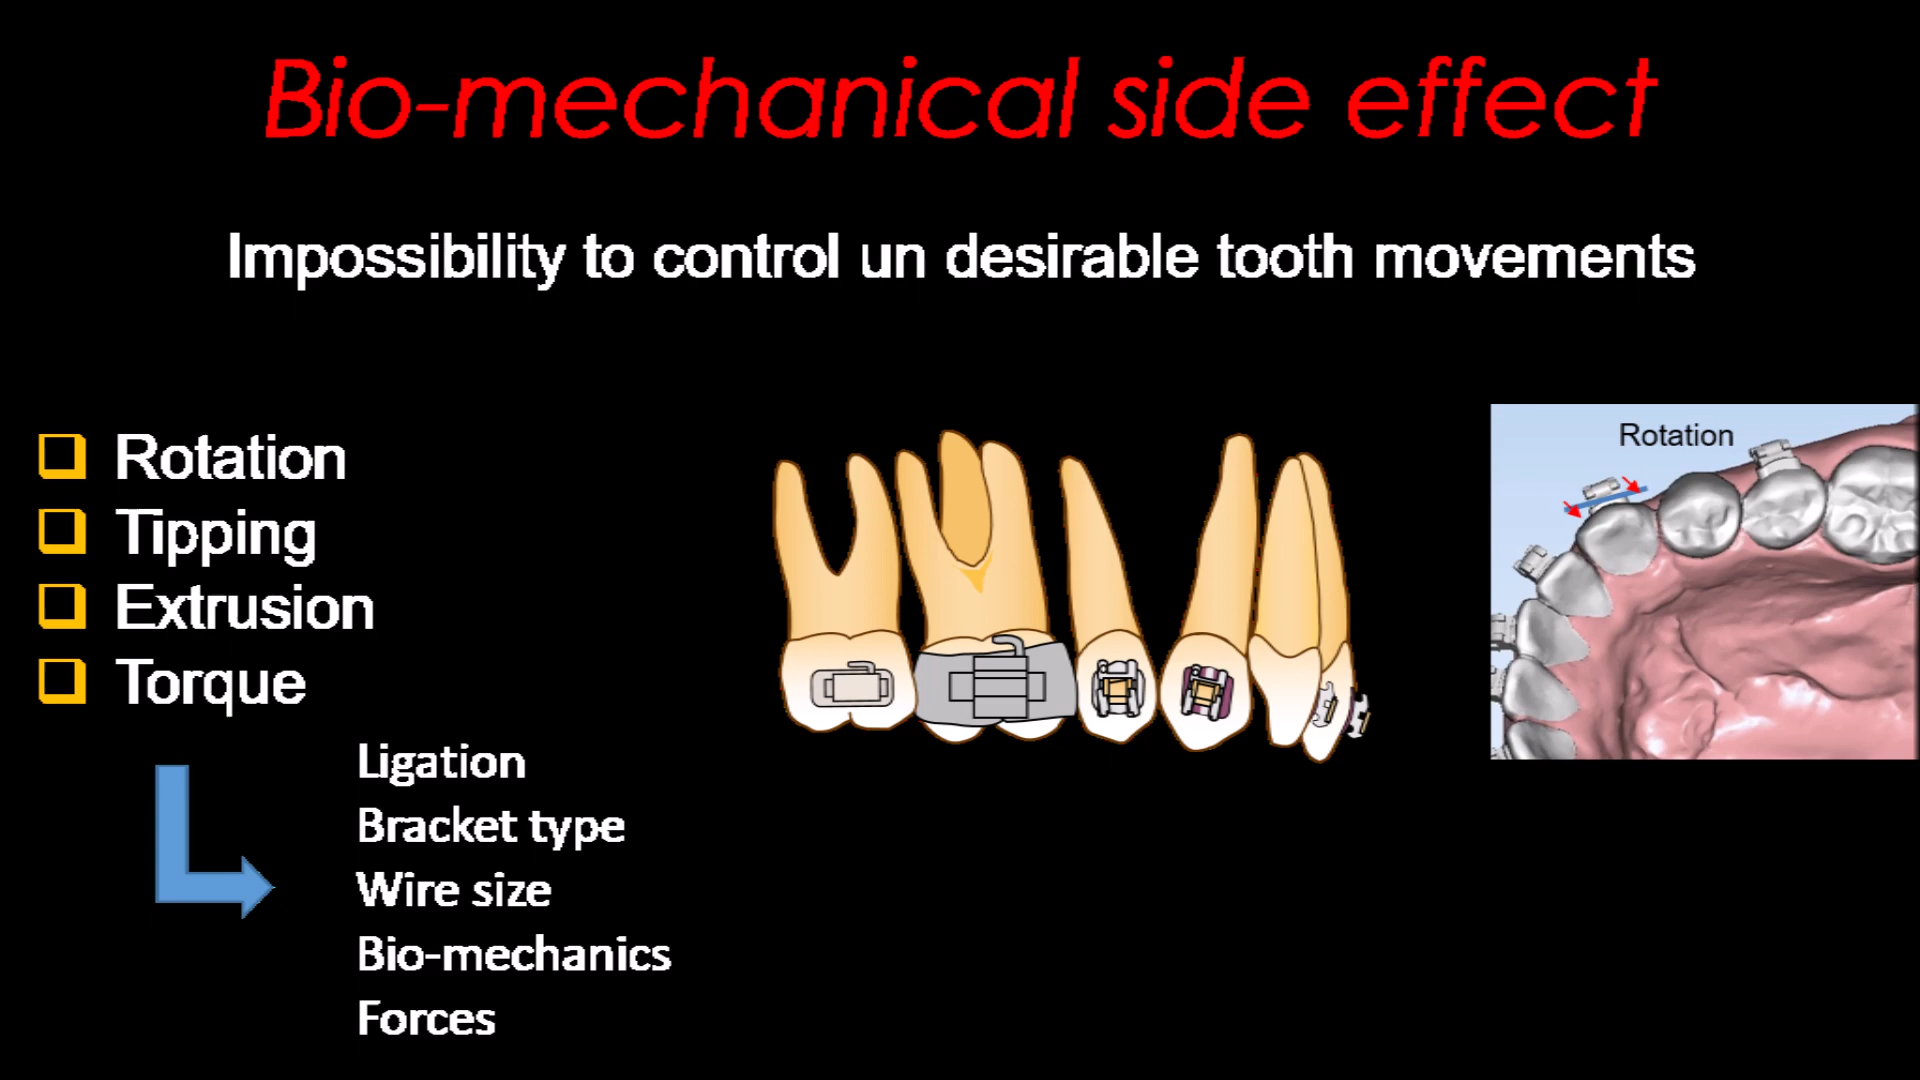 Bio-mechanical side effect
Impossibility to control un desirable tooth movements
Rotation
Tipping
Extrusion
Torque
Ligation
Bracket type
Wire size
Bio-mechanics
Forces
Rotation